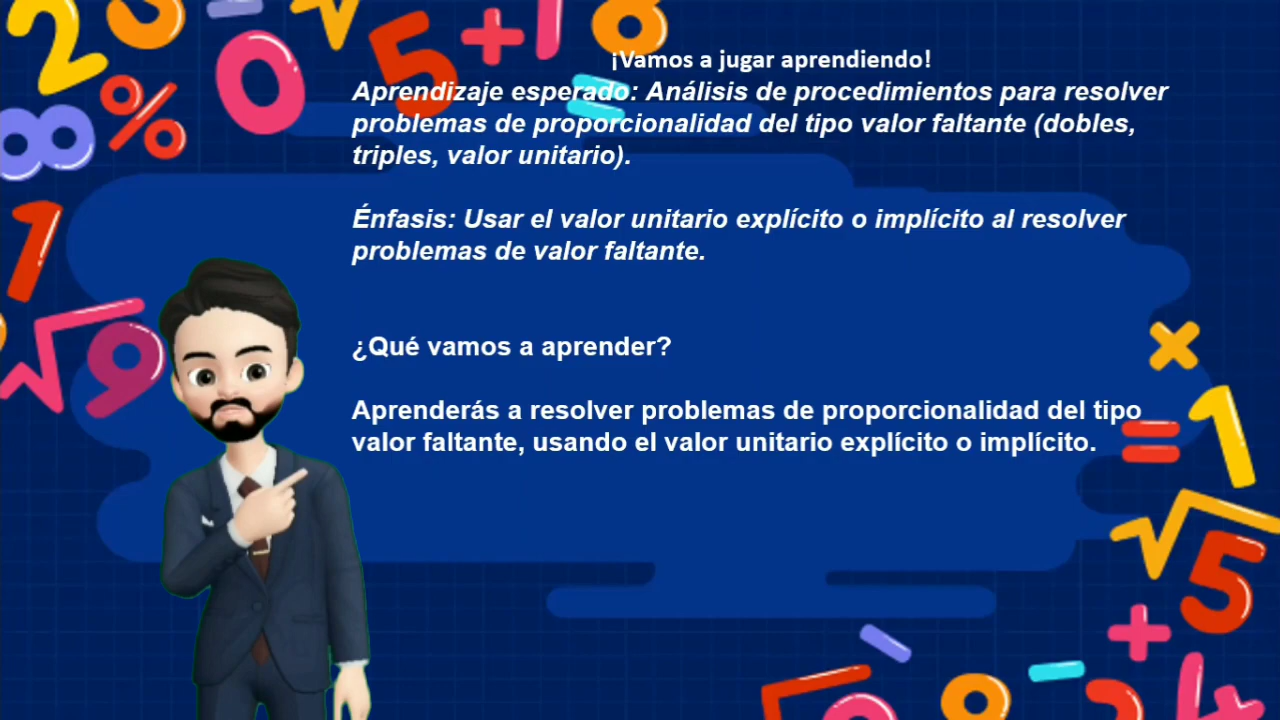 ¡Vamos a jugar aprendiendo!
Aprendizaje esperado: Análisis de procedimientos para resolver
problemas de proporcionalidad del tipo valor faltante (dobles,
triples, valor unitario).
Énfasis: Usar el valor unitario explícito o implícito al resolver
problemas de valor faltante.
¿Qué vamos a aprender?
Aprenderás a resolver problemas de proporcionalidad del tipo
valor faltante, usando el valor unitario explícito o implícito.